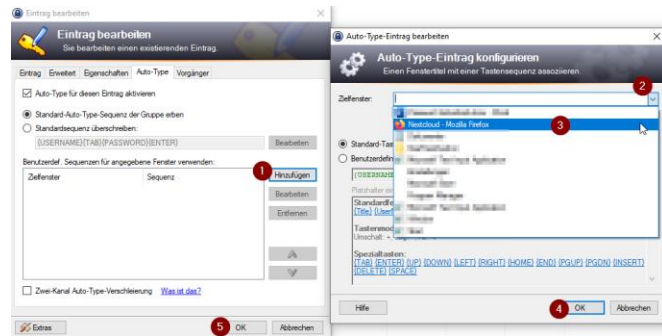 Eintrag bearbeiten
Eintrag bearbeiten
Sie bearbeiten einen existierenden Eintrag.
Eintrag Erweitert Eigenschaften Auto-Type Vorgänger
Auto-Type für diesen Eintrag aktivieren
Standard-Auto-Type-Sequenz der Gruppe erben
Standardsequenz überschreiben:
{USERNAME}{TAB}{PASSWORD}{ENTER} Bearbeiten
Benutzerdef. Sequenzen für angegebene Fenster verwenden:
Zielfenster Sequenz
1 Hinzufügen
Bearbeiten
Entfernen
Zwei-Kanal Auto-Type-Verschleierung Was ist das?
Extras 5 OK Abbrechen
Auto-Type-Eintrag bearbeiten
Auto-Type-Eintrag konfigurieren
Einen Fenstertitel mit einer Tastensequenz assoziieren.
2
Zielfenster:
Nextcloud - Mozilla Firefox 3
Standard-Tas
Benutzerdefin
{USERNAME
Platzhalter ei
Standardfe
{Title} {User
Tastenmod
Umschalt: +,
Spezialtasten:
{TAB} {ENTER} {UP} {DOWN} {LEFT} {RIGHT} {HOME} {END} {PGUP} {PGDN} {INSERT}
{DELETE} {SPACE}
Hilfe 4 OK Abbrechen